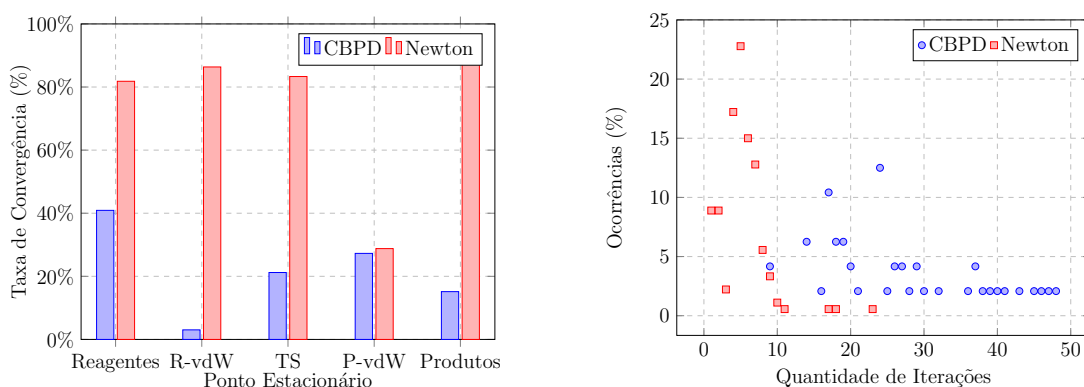 100%
80%
60%
40%
20%
0%
Taxa de Convergência (%)
CBPD Newton
Reagentes R-vdW TS P-vdW Produtos
Ponto Estacionário
25
20
15
10
5
0
Ocorrências (%)
CBPD Newton
0 10 20 30 40 50
Quantidade de Iterações